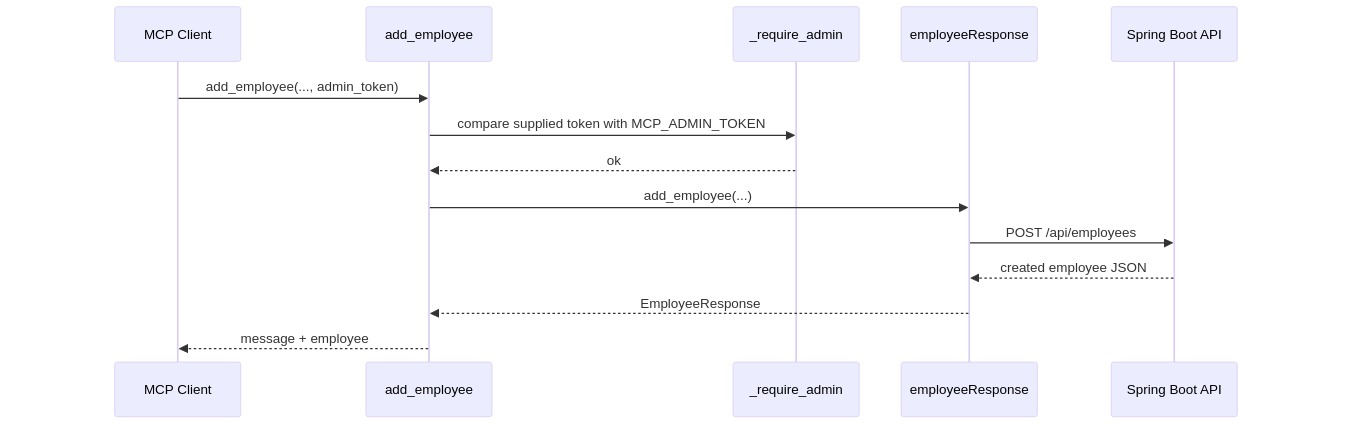 MCP Client
add_employee
_require_admin
employeeResponse
Spring Boot API
add_employee(..., admin_token)
compare supplied token with MCP_ADMIN_TOKEN
ok
add_employee(...)
POST /api/employees
created employee JSON
EmployeeResponse
message + employee
MCP Client
add_employee
_require_admin
employeeResponse
Spring Boot API